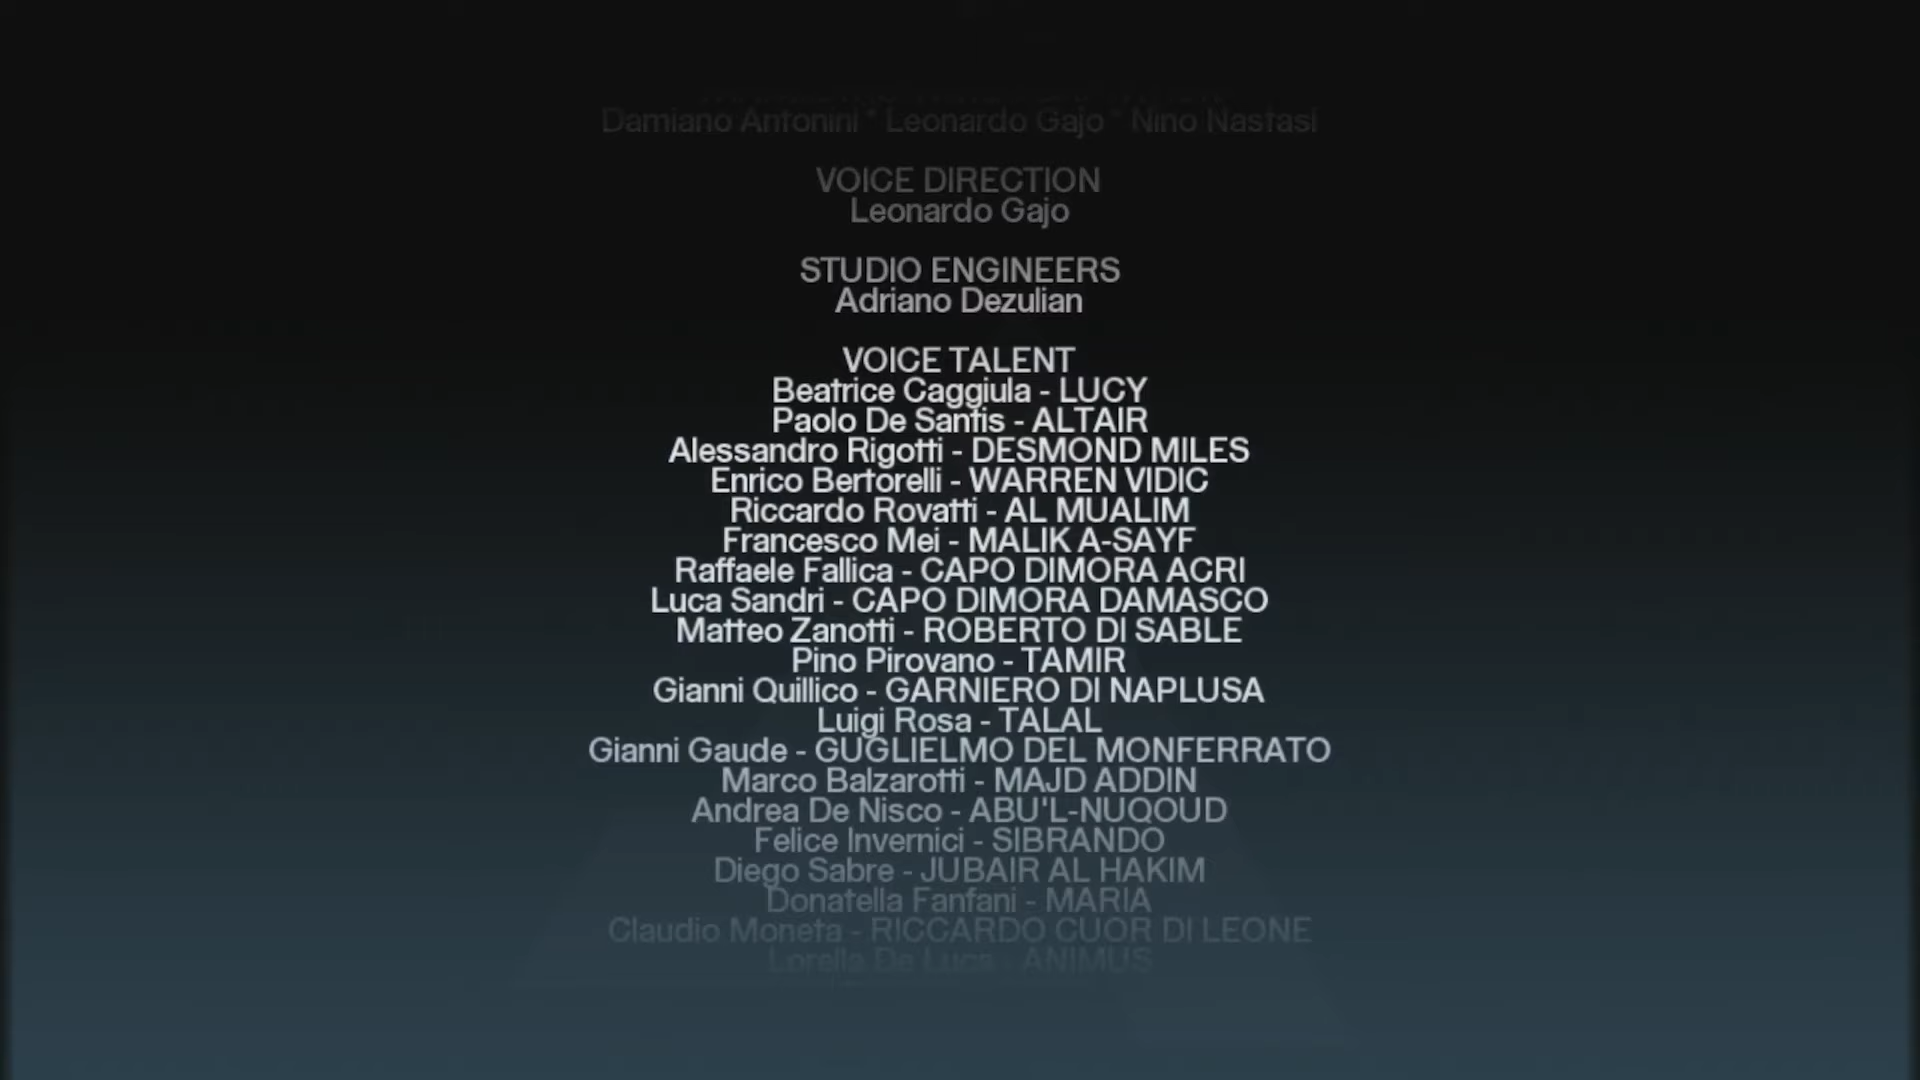 Damiano Antonini * Leonardo Gajo * Nino Nastasi
VOICE DIRECTION
Leonardo Gajo
STUDIO ENGINEERS
Adriano Dezulian
VOICE TALENT
Beatrice Caggiula - LUCY
Paolo De Santis - ALTAIR
Alessandro Rigotti - DESMOND MILES
Enrico Bertorelli - WARREN VIDIC
Riccardo Rovatti - AL MUALIM
Francesco Mei - MALIK A-SAYF
Raffaele Fallica - CAPO DIMORA ACRI
Luca Sandri - CAPO DIMORA DAMASCO
Matteo Zanotti - ROBERTO DI SABLE
Pino Pirovano - TAMIR
Gianni Quillico - GARNIERO DI NAPLUSA
Luigi Rosa - TALAL
Gianni Gaude - GUGLIELMO DEL MONFERRATO
Marco Balzarotti - MAJD ADDIN
Andrea De Nisco - ABU'L-NUQOUD
Felice Invernici - SIBRANDO
Diego Sabre - JUBAIR AL HAKIM
Donatella Fanfani - MARIA
Claudio Moneta - RICCARDO CUOR DI LEONE
Lorella De Luca - ANIMUS